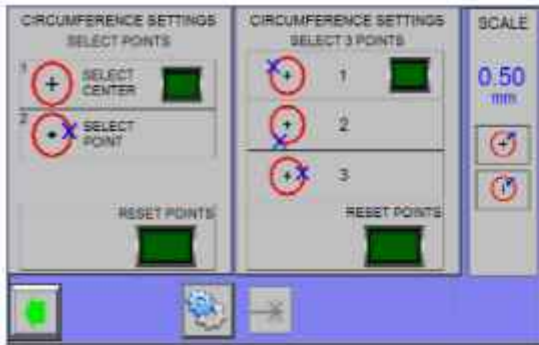 CIRCUMFERENCE SETTINGS
SELECT POINTS
1
SELECT
CENTER
2
SELECT
POINT
RESET POINTS
CIRCUMFERENCE SETTINGS
SELECT 3 POINTS
1
2
3
RESET POINTS
SCALE
0.50
mm